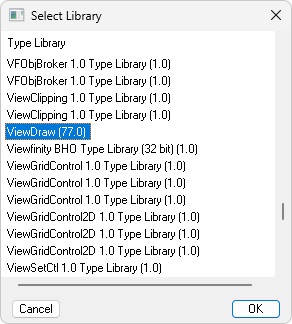 Select Library
Type Library
VFObjBroker 1.0 Type Library (1.0)
VFObjBroker 1.0 Type Library (1.0)
ViewClipping 1.0 Type Library (1.0)
ViewClipping 1.0 Type Library (1.0)
ViewDraw (77.0)
Viewfinity BHO Type Library (32 bit) (1.0)
ViewGridControl 1.0 Type Library (1.0)
ViewGridControl 1.0 Type Library (1.0)
ViewGridControl2D 1.0 Type Library (1.0)
ViewGridControl2D 1.0 Type Library (1.0)
ViewGridControl2D 1.0 Type Library (1.0)
ViewGridControl2D 1.0 Type Library (1.0)
ViewSetCtl 1.0 Type Library (1.0)
Cancel
OK